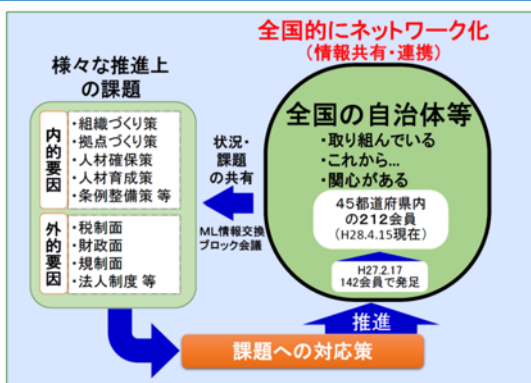 全国的にネットワーク化
(情報共有・連携)
様々な推進上
の課題
内的要因
・組織づくり策
・拠点づくり策
・人材確保策
・人材育成策
・条例整備策 等
外的要因
・税制面
・財政面
・規制面
・法人制度 等
状況・
課題
の共有
ML情報交換
ブロック会議
全国の自治体等
・取り組んでいる
・これから…
・関心がある
45都道府県内
の212会員
(H28.4.15現在)
H27.2.17
142会員で発足
推進
課題への対応策